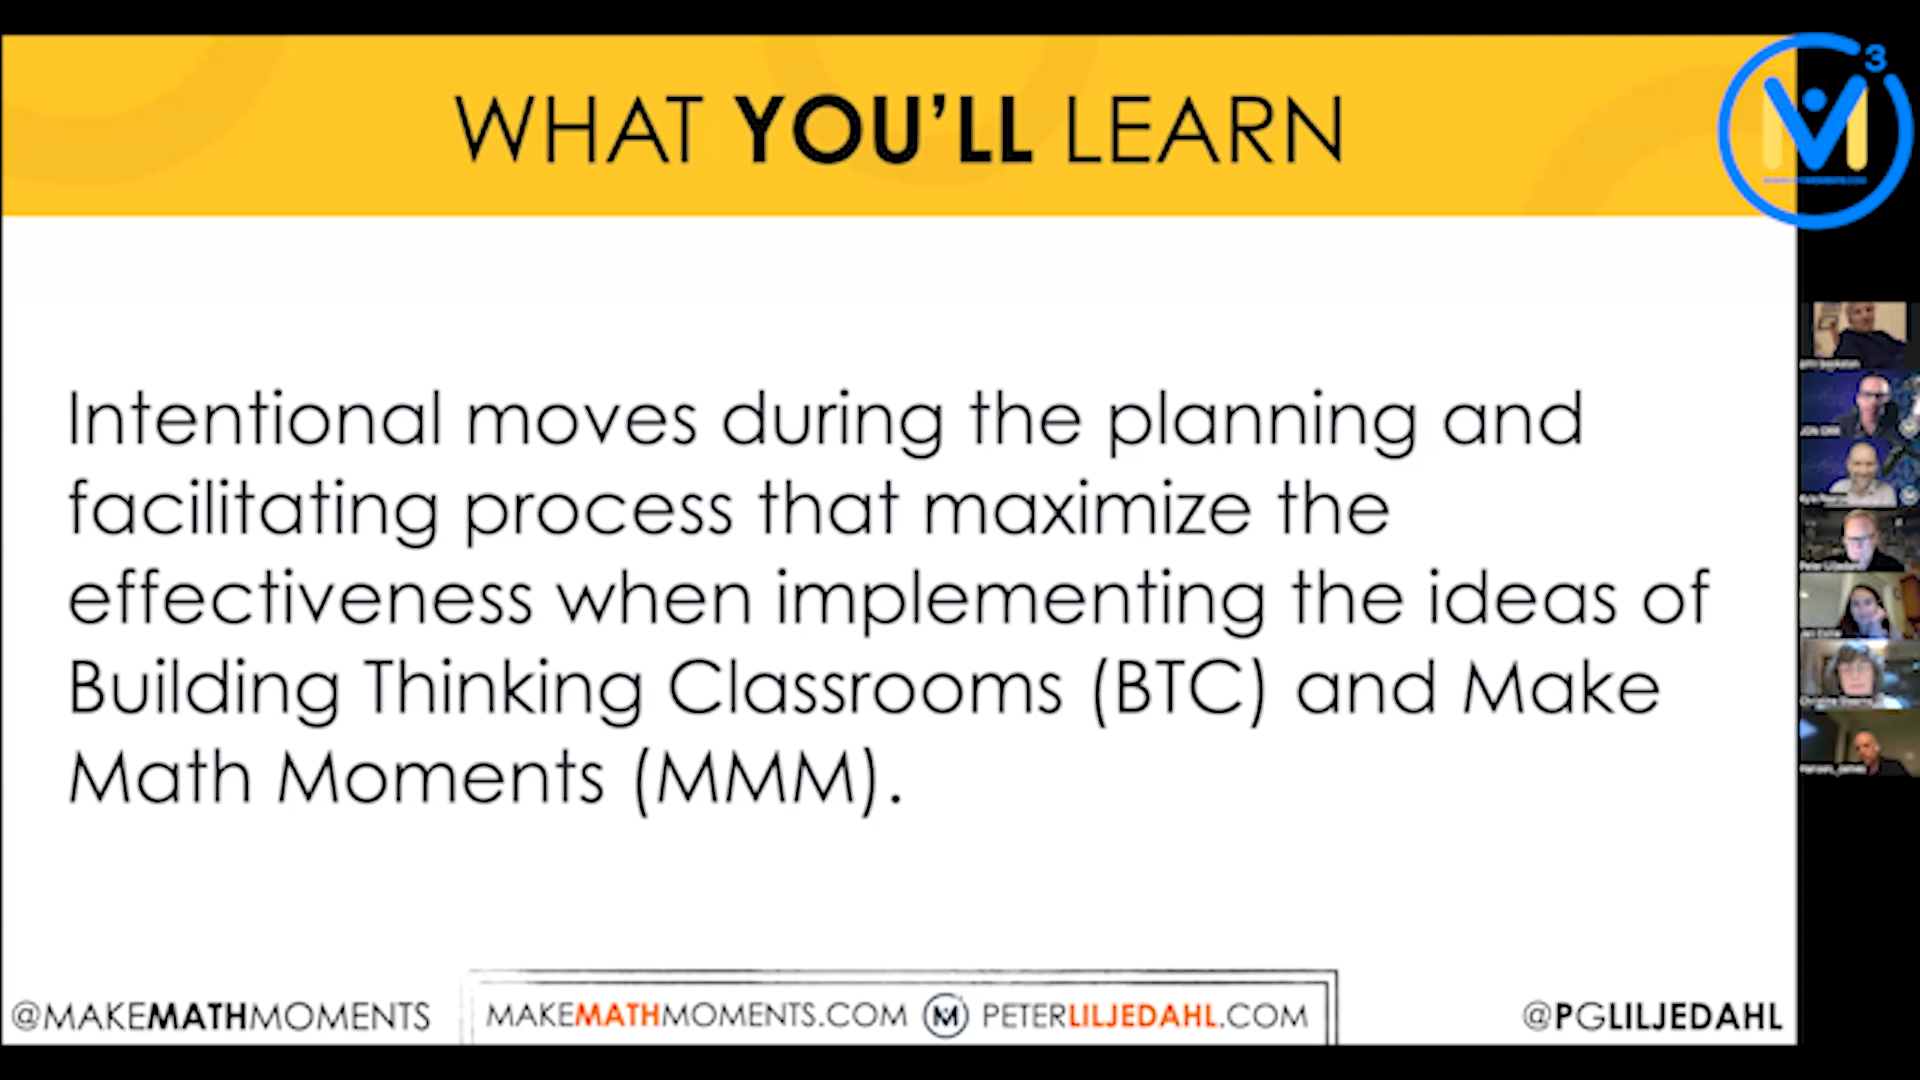 WHAT YOU'LL LEARN
3
Intentional moves during the planning and
facilitating process that maximize the
effectiveness when implementing the ideas of
Building Thinking Classrooms (BTC) and Make
Math Moments (MMM).
@MAKEMATHMOMENTS
MAKEMATHMOMENTS.COM M PETERLILJEDAHL.COM
@PGLILJEDAHL